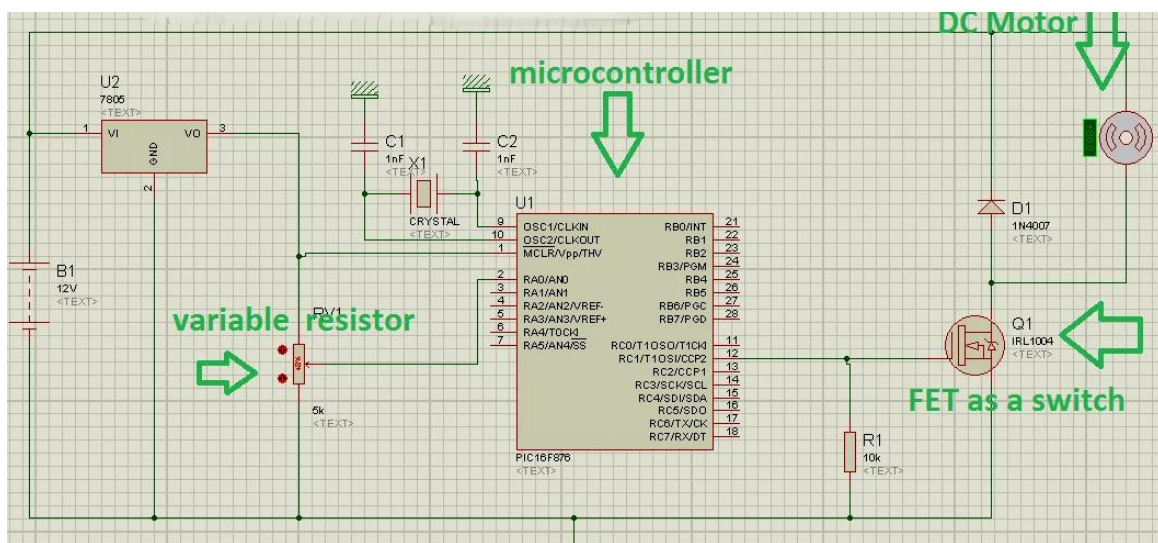 DC Motor
microcontroller
U2
7805
<TEXT>
1
VI
VO
3
GND
2
C1
1nF
<TEXT>
C2
1nF
<TEXT>
X1
CRYSTAL
<TEXT>
U1
9
OSC1/CLKIN
10
OSC2/CLKOUT
1
MCLR/Vpp/THV
2
RA0/AN0
3
RA1/AN1
4
RA2/AN2/VREF-
5
RA3/AN3/VREF+
6
RA4/T0CKI
7
RA5/AN4/SS
RB0/INT
21
RB1
22
RB2
23
RB3/PGM
24
RB4
25
RB5
26
RB6/PGC
27
RB7/PGD
28
RC0/T1OSO/T1CKI
11
RC1/T1OSI/CCP2
12
RC2/CCP1
13
RC3/SCK/SCL
14
RC4/SDI/SDA
15
RC5/SDO
16
RC6/TX/CK
17
RC7/RX/DT
18
PIC16F876
<TEXT>
B1
12V
<TEXT>
RV1
variable resistor
5k
<TEXT>
D1
1N4007
<TEXT>
Q1
IRL1004
<TEXT>
FET as a switch
R1
10k
<TEXT>